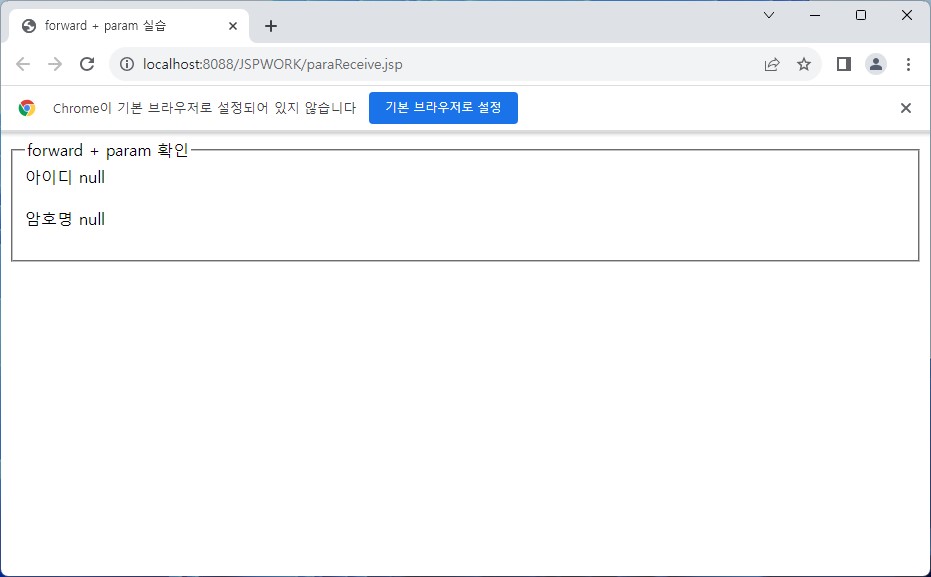 forward + param 실습
localhost:8088/JSPWORK/paraReceive.jsp
Chrome이 기본 브라우저로 설정되어 있지 않습니다 기본 브라우저로 설정
forward + param 확인
아이디 null
암호명 null